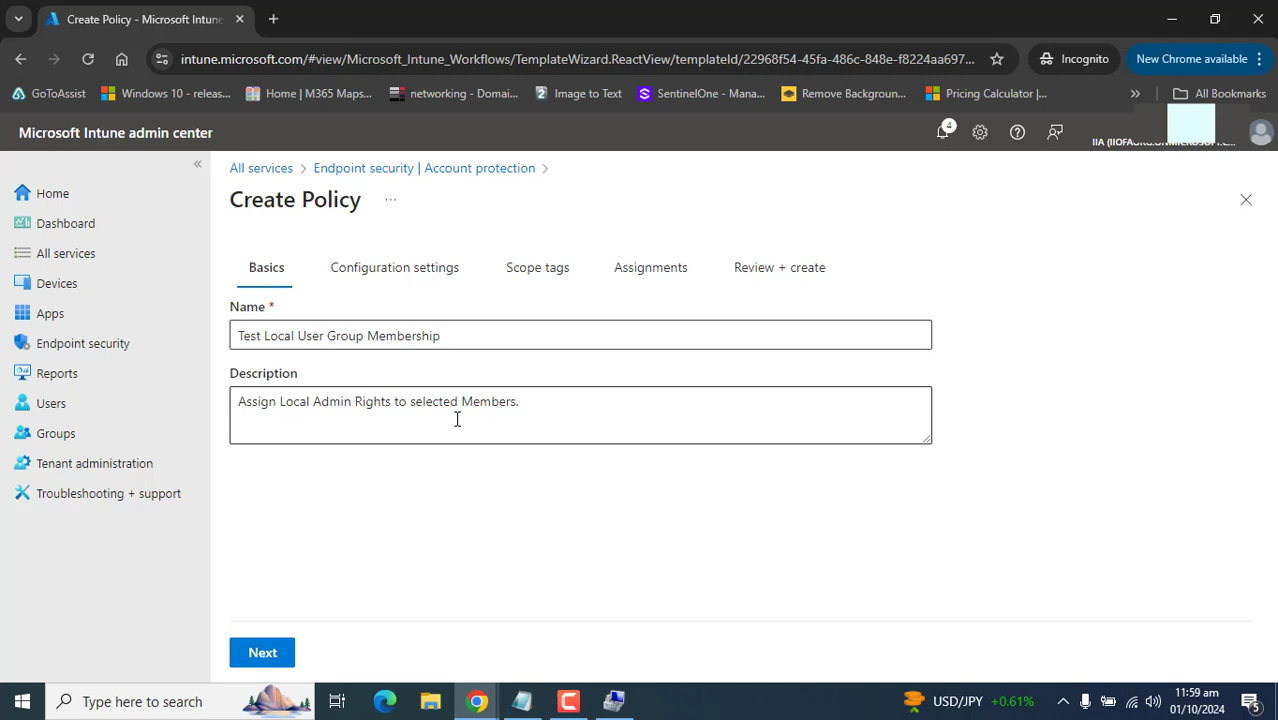 Create Policy - Microsoft Intune
intune.microsoft.com/#view/Microsoft_Intune_Workflows/TemplateWizard.ReactView/templateId/22968f54-45fa-486c-848e-f8224aa697...
Incognito
New Chrome available
GoToAssist
Windows 10 - releas...
Home | M365 Maps...
networking - Domai...
Image to Text
SentinelOne - Mana...
Remove Backgroun...
Pricing Calculator |...
All Bookmarks
Microsoft Intune admin center
4
Home
Dashboard
All services
Devices
Apps
Endpoint security
Reports
Users
Groups
Tenant administration
Troubleshooting + support
All services > Endpoint security | Account protection >
Create Policy ...
Basics
Configuration settings
Scope tags
Assignments
Review + create
Name *
Test Local User Group Membership
Description
Assign Local Admin Rights to selected Members.
Next
Type here to search
USD/JPY +0.61%
11:59 am
01/10/2024
5